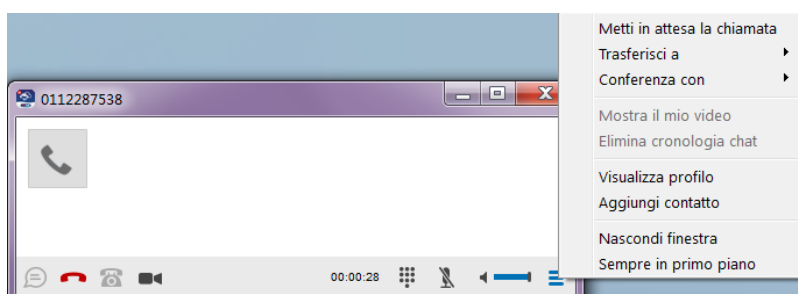 0112287538
00:00:28
Metti in attesa la chiamata
Trasferisci a
Conferenza con
Mostra il mio video
Elimina cronologia chat
Visualizza profilo
Aggiungi contatto
Nascondi finestra
Sempre in primo piano